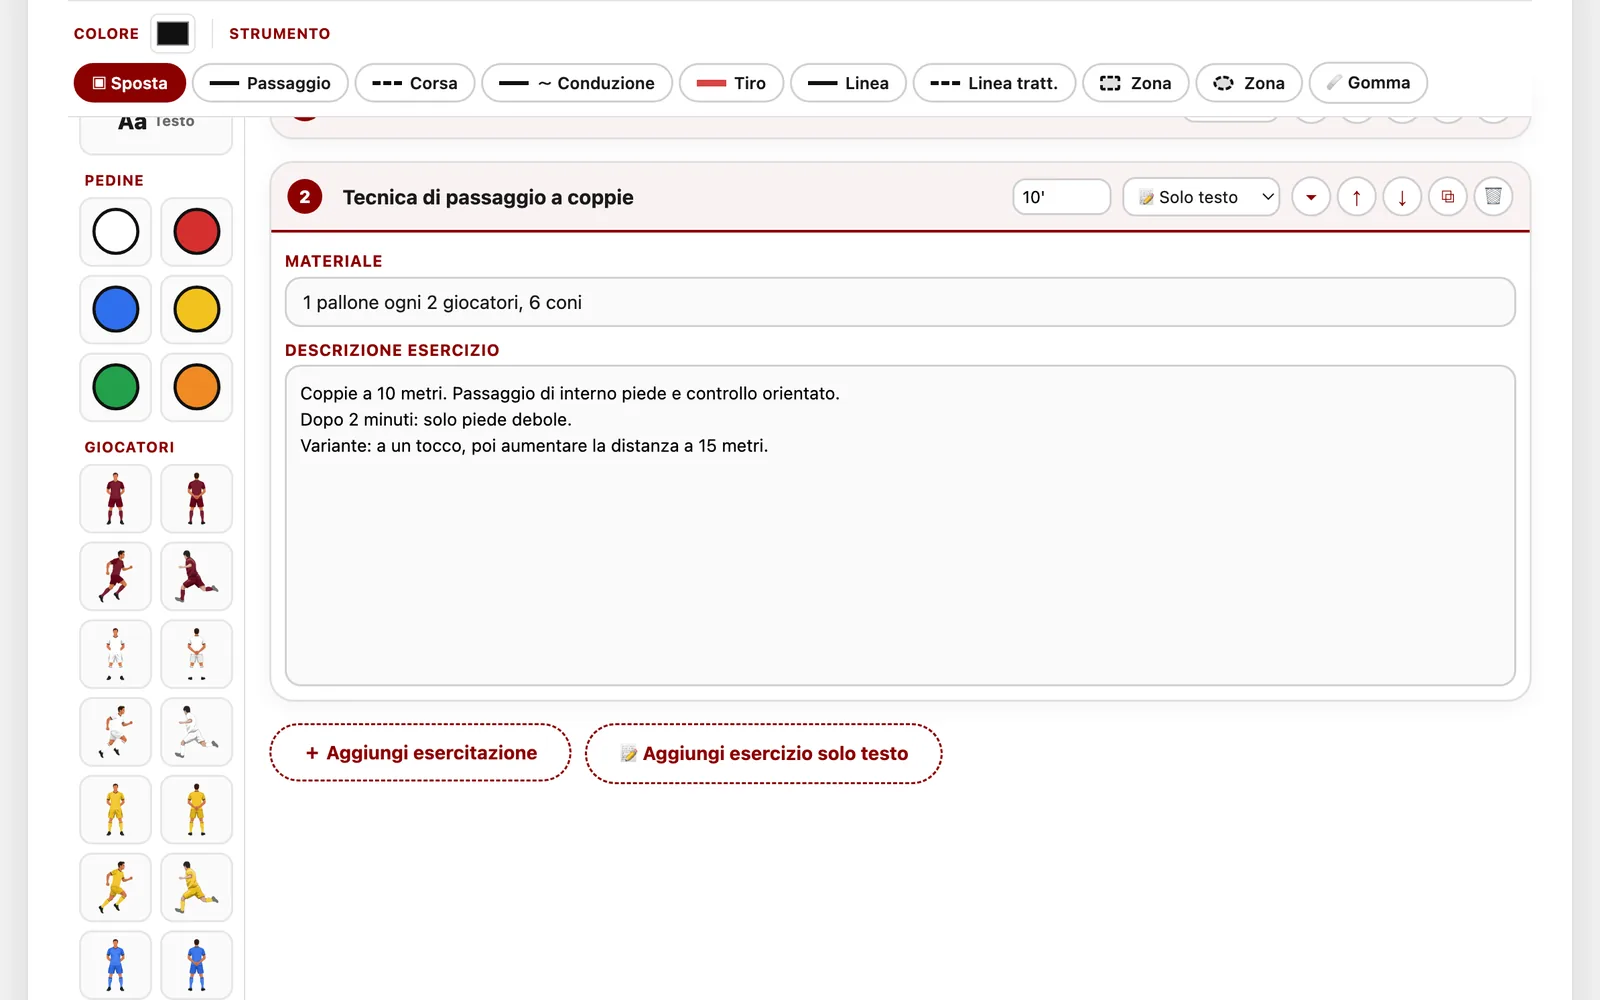 COLORE
STRUMENTO
Sposta
Passaggio
Corsa
~ Conduzione
Tiro
Linea
Linea tratt.
Zona
Zona
Gomma
Aa Testo
PEDINE
GIOCATORI
2
Tecnica di passaggio a coppie
10'
Solo testo
↑
↓
MATERIALE
1 pallone ogni 2 giocatori, 6 coni
DESCRIZIONE ESERCIZIO
Coppie a 10 metri. Passaggio di interno piede e controllo orientato.
Dopo 2 minuti: solo piede debole.
Variante: a un tocco, poi aumentare la distanza a 15 metri.
+ Aggiungi esercitazione
Aggiungi esercizio solo testo